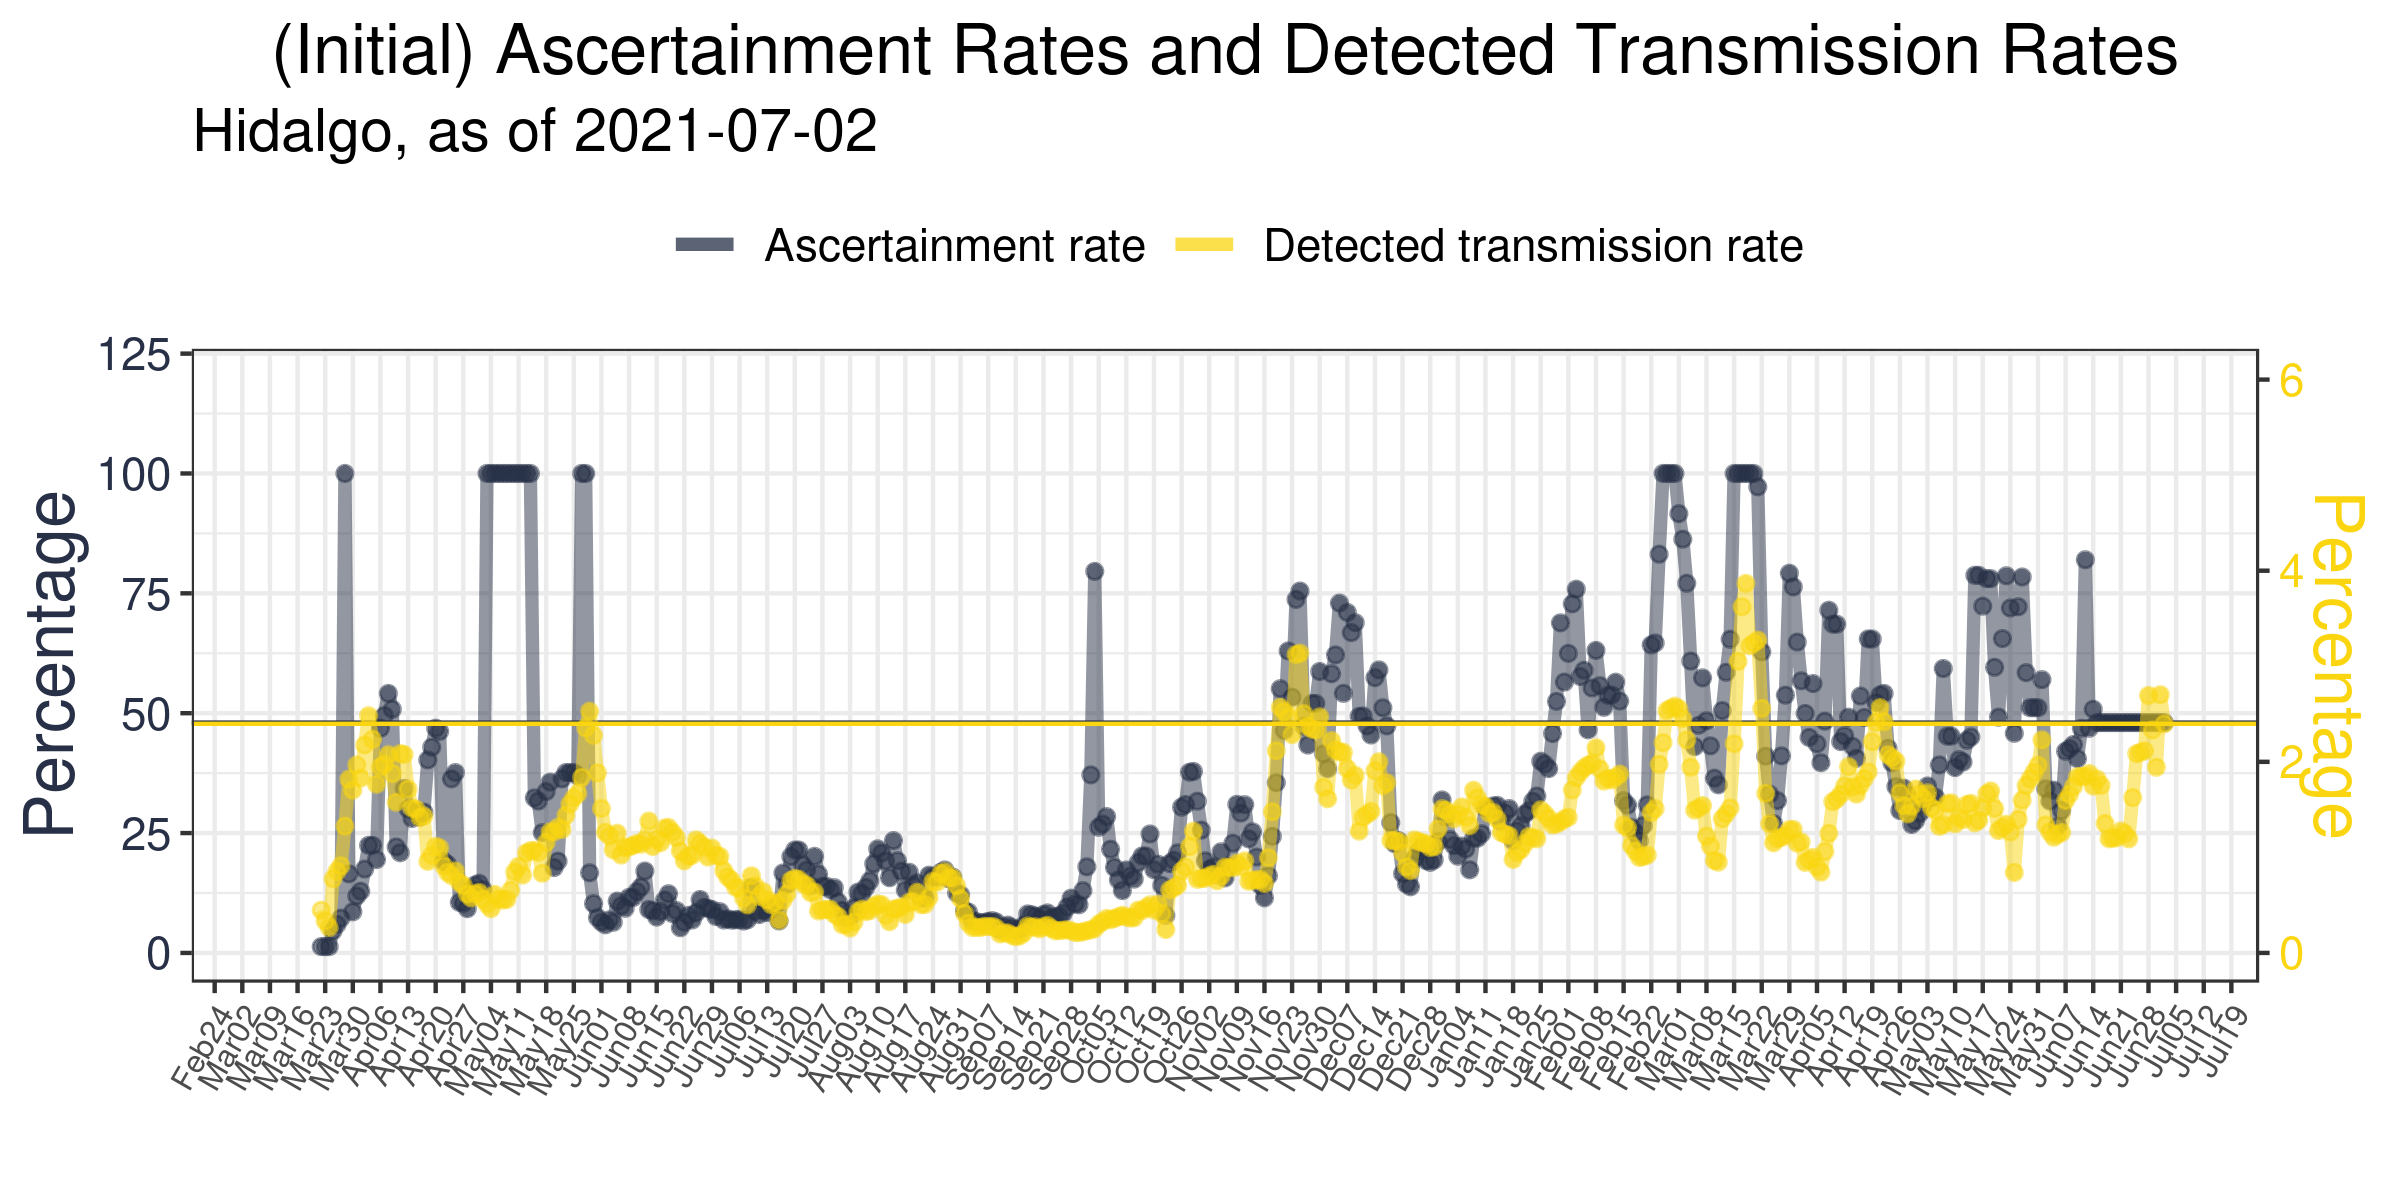 (Initial) Ascertainment Rates and Detected Transmission Rates
Hidalgo, as of 2021-07-02
Ascertainment rate
Detected transmission rate
Percentage
125
100
75
50
25
0
6
4
2
0
Percentage
Feb24
Mar02
Mar09
Mar16
Mar23
Mar30
Apr06
Apr13
Apr20
Apr27
May04
May11
May18
May25
Jun01
Jun08
Jun15
Jun22
Jun29
Jul06
Jul13
Jul20
Jul27
Aug03
Aug10
Aug17
Aug24
Aug31
Sep07
Sep14
Sep21
Sep28
Oct05
Oct12
Oct19
Oct26
Nov02
Nov09
Nov16
Nov23
Nov30
Dec07
Dec14
Dec21
Dec28
Jan04
Jan11
Jan18
Jan25
Feb01
Feb08
Feb15
Feb22
Mar01
Mar08
Mar15
Mar22
Mar29
Apr05
Apr12
Apr19
Apr26
May03
May10
May17
May24
May31
Jun07
Jun14
Jun21
Jun28
Jul05
Jul12
Jul19